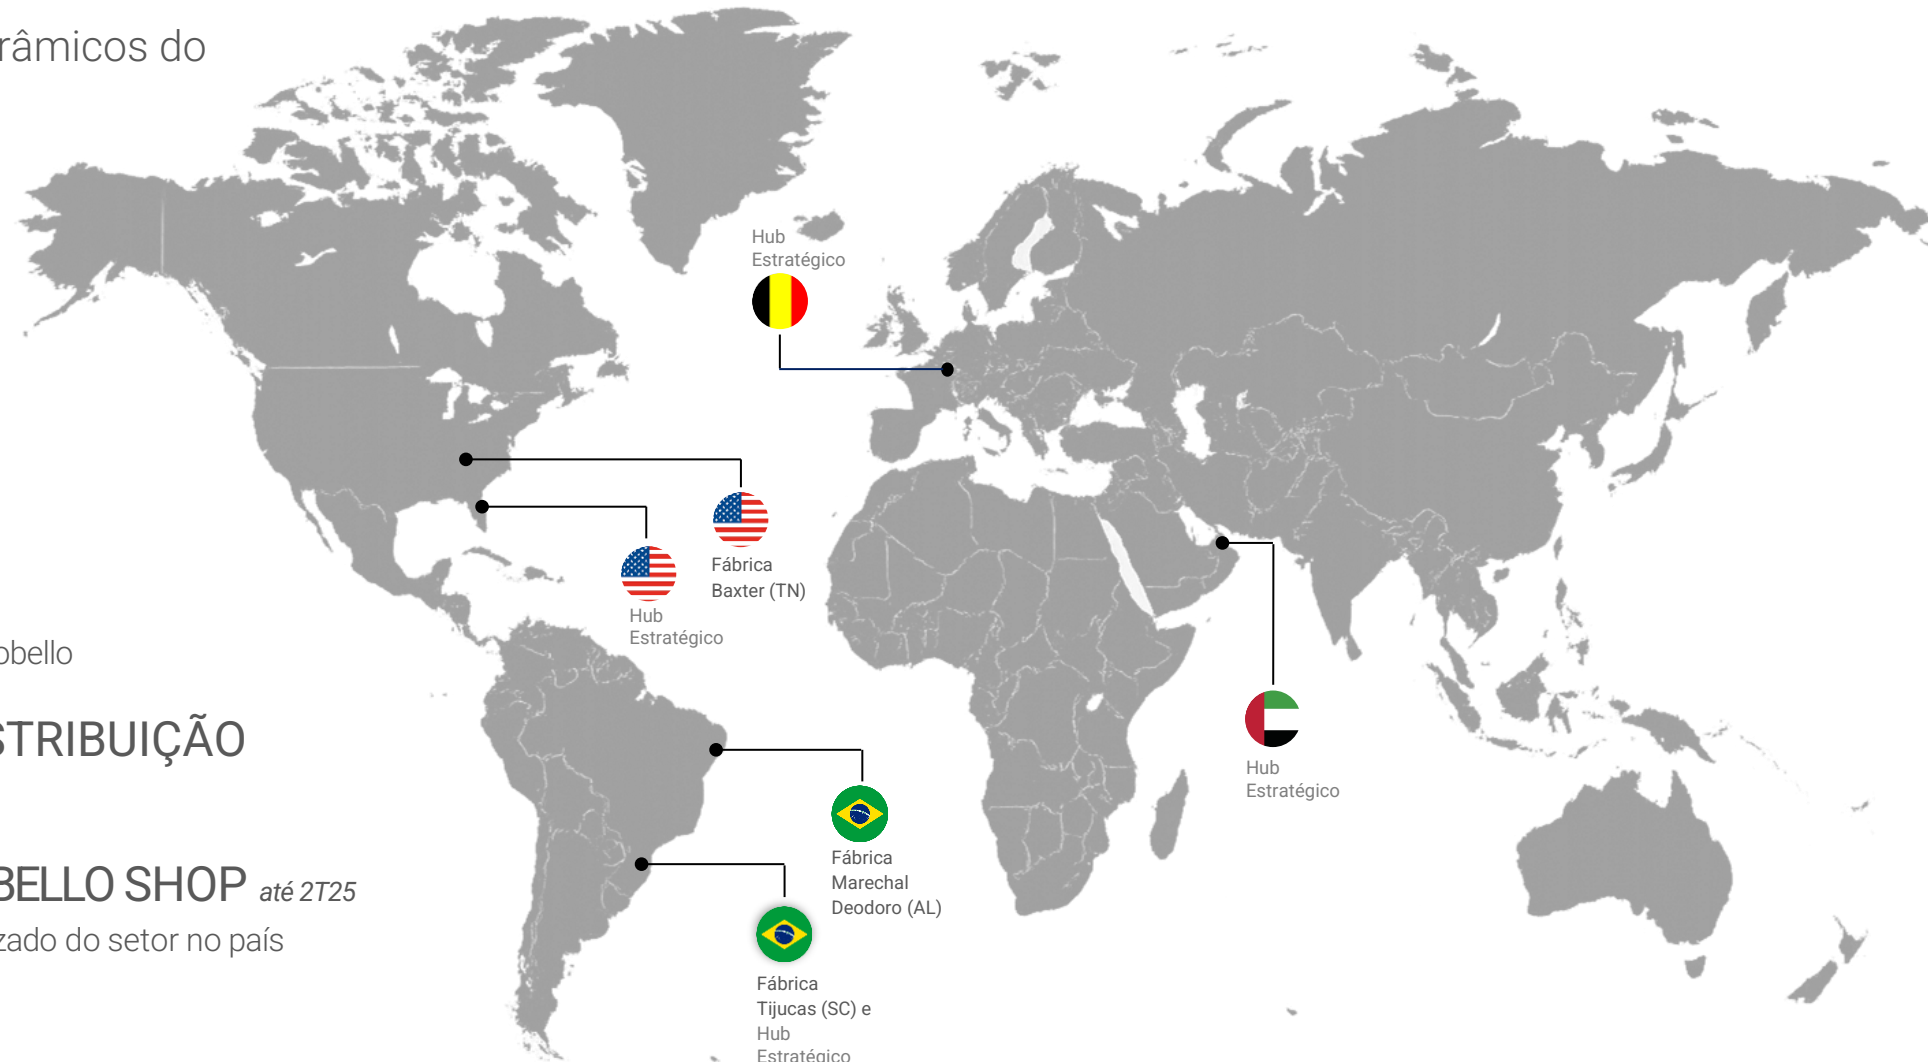 râmicos do
Hub
Estratégico
Fábrica
Baxter (TN)
Hub
Estratégico
obello
STRIBUIÇÃO
Hub
Estratégico
Fábrica
Marechal
Deodoro (AL)
BELLO SHOP até 2T25
zado do setor no país
Fábrica
Tijucas (SC) e
Hub
Estratégico